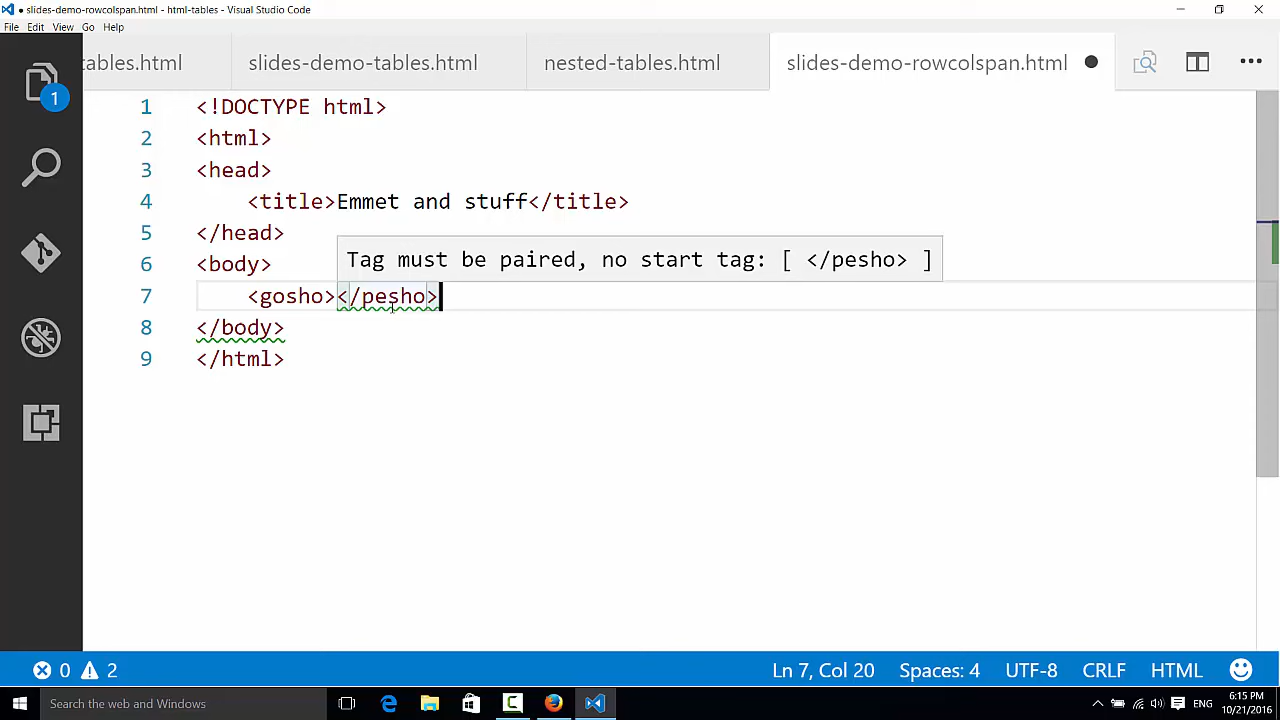 slides-demo-rowcolspan.html - html-tables - Visual Studio Code
File Edit View Go Help
tables.html slides-demo-tables.html nested-tables.html slides-demo-rowcolspan.html
1
1 <!DOCTYPE html>
2 <html>
3 <head>
4 <title>Emmet and stuff</title>
5 </head>
Tag must be paired, no start tag: [ </pesho> ]
6 <body>
7 <gosho></pesho>
8 </body>
9 </html>
0 2 Ln 7, Col 20 Spaces: 4 UTF-8 CRLF HTML
Search the web and Windows
ENG
6:15 PM
10/21/2016